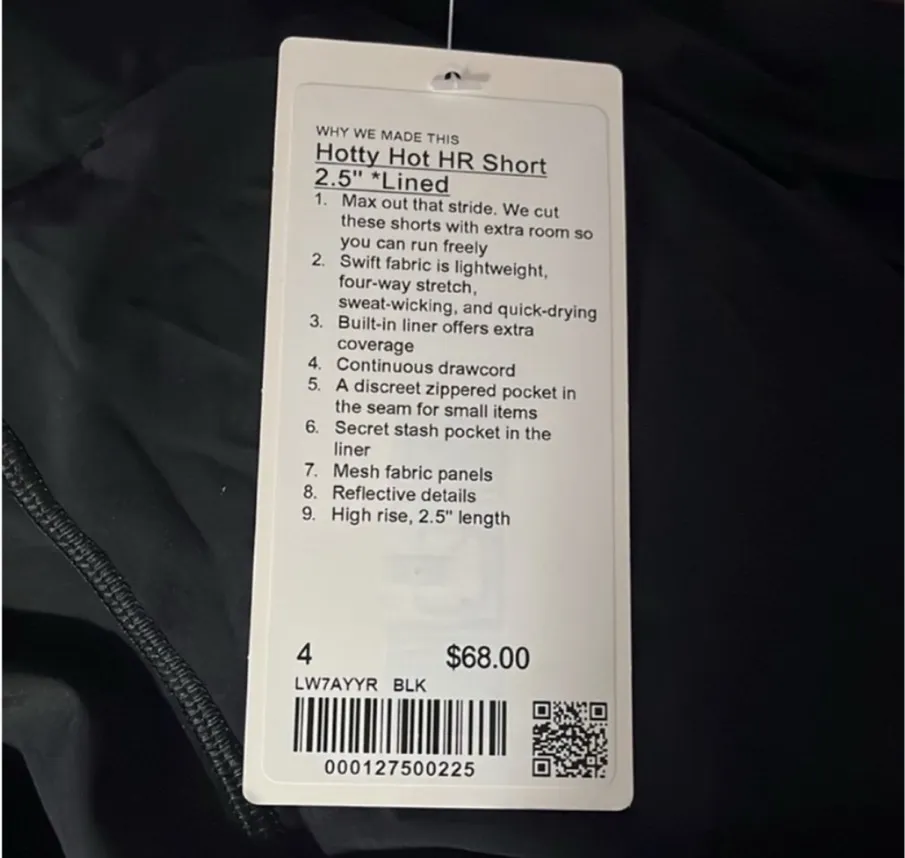 WHY WE MADE THIS
Hotty Hot HR Short
2.5" *Lined
1. Max out that stride. We cut
these shorts with extra room so
you can run freely
2. Swift fabric is lightweight,
four-way stretch,
sweat-wicking, and quick-drying
3. Built-in liner offers extra
coverage
4. Continuous drawcord
5. A discreet zippered pocket in
the seam for small items
6. Secret stash pocket in the
liner
7. Mesh fabric panels
8. Reflective details
9. High rise, 2.5" length
4 $68.00
LW7AYYR BLK
000127500225